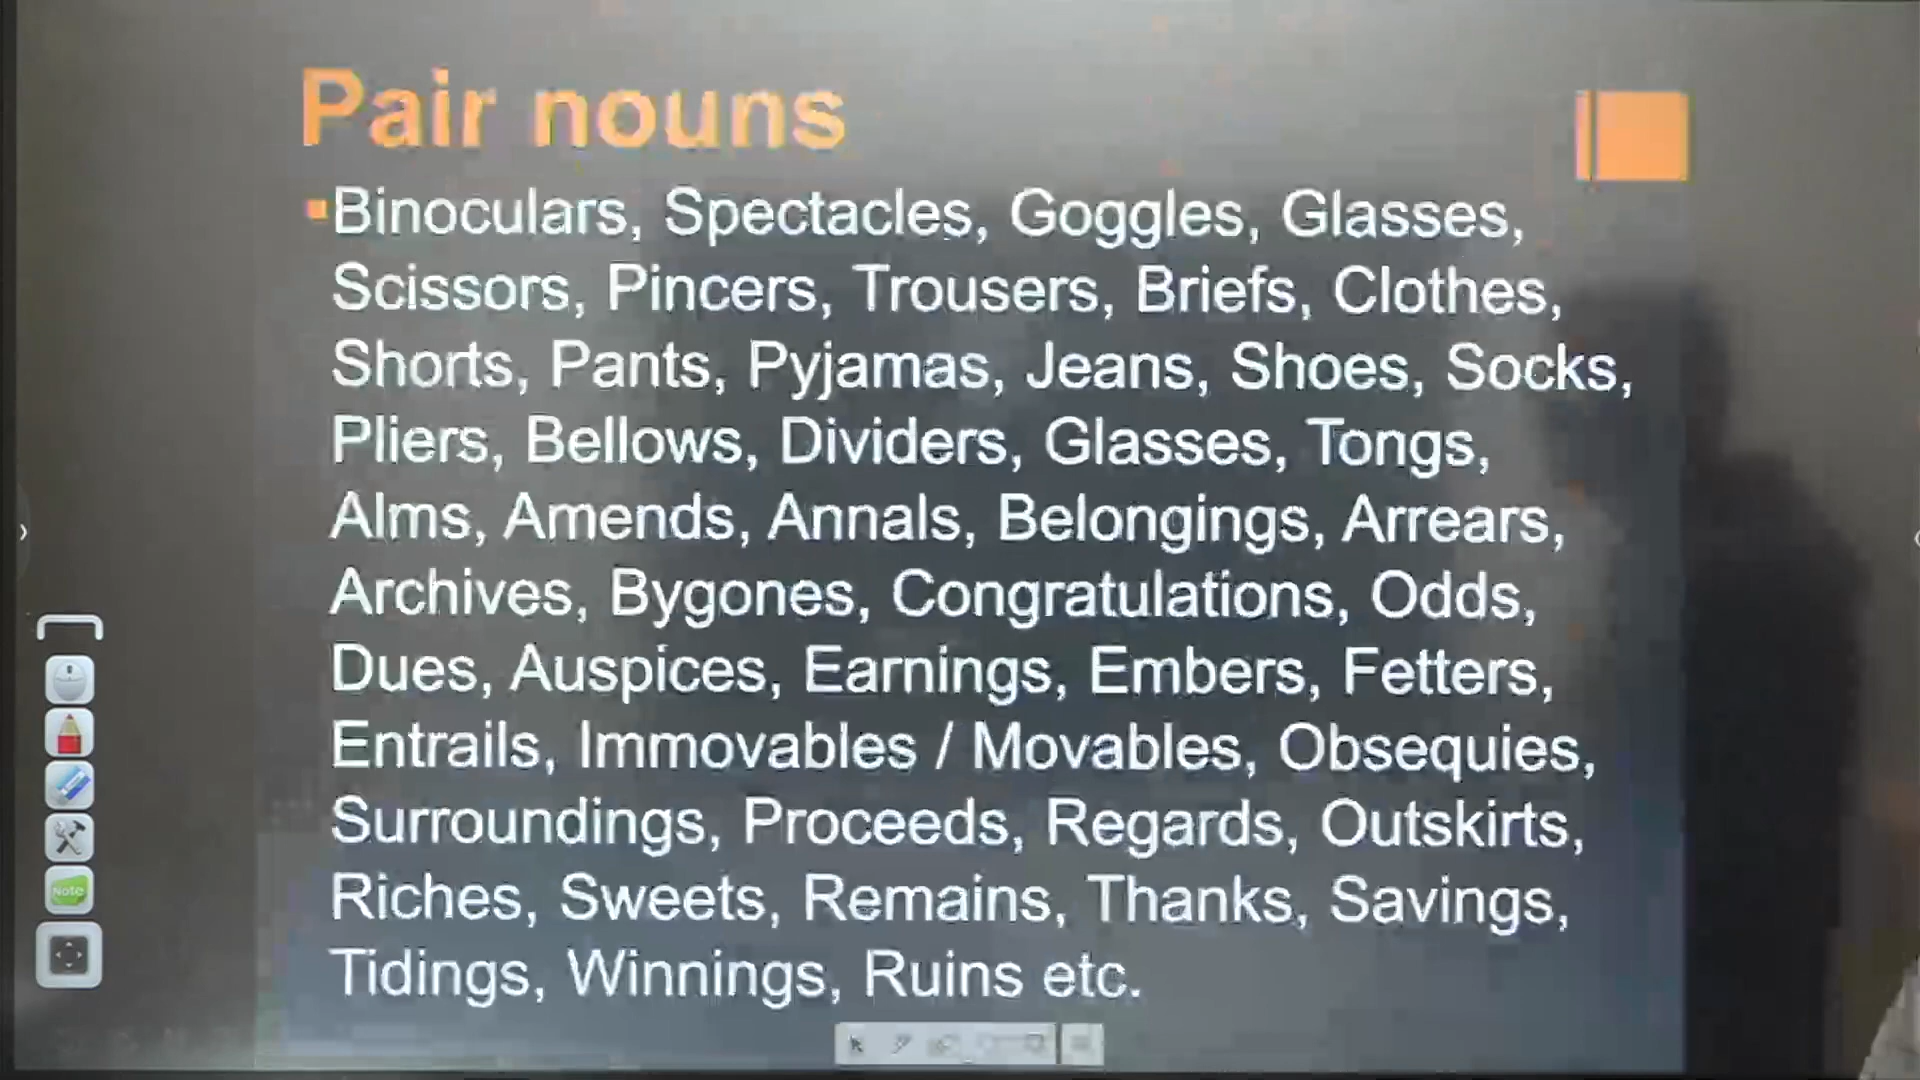 Pair nouns
Binoculars, Spectacles, Goggles, Glasses,
Scissors, Pincers, Trousers, Briefs, Clothes,
Shorts, Pants, Pyjamas, Jeans, Shoes, Socks,
Pliers, Bellows, Dividers, Glasses, Tongs,
Alms, Amends, Annals, Belongings, Arrears,
Archives, Bygones, Congratulations, Odds,
Dues, Auspices, Earnings, Embers, Fetters,
Entrails, Immovables / Movables, Obsequies,
Surroundings, Proceeds, Regards, Outskirts,
Riches, Sweets, Remains, Thanks, Savings,
Tidings, Winnings, Ruins etc.
Note